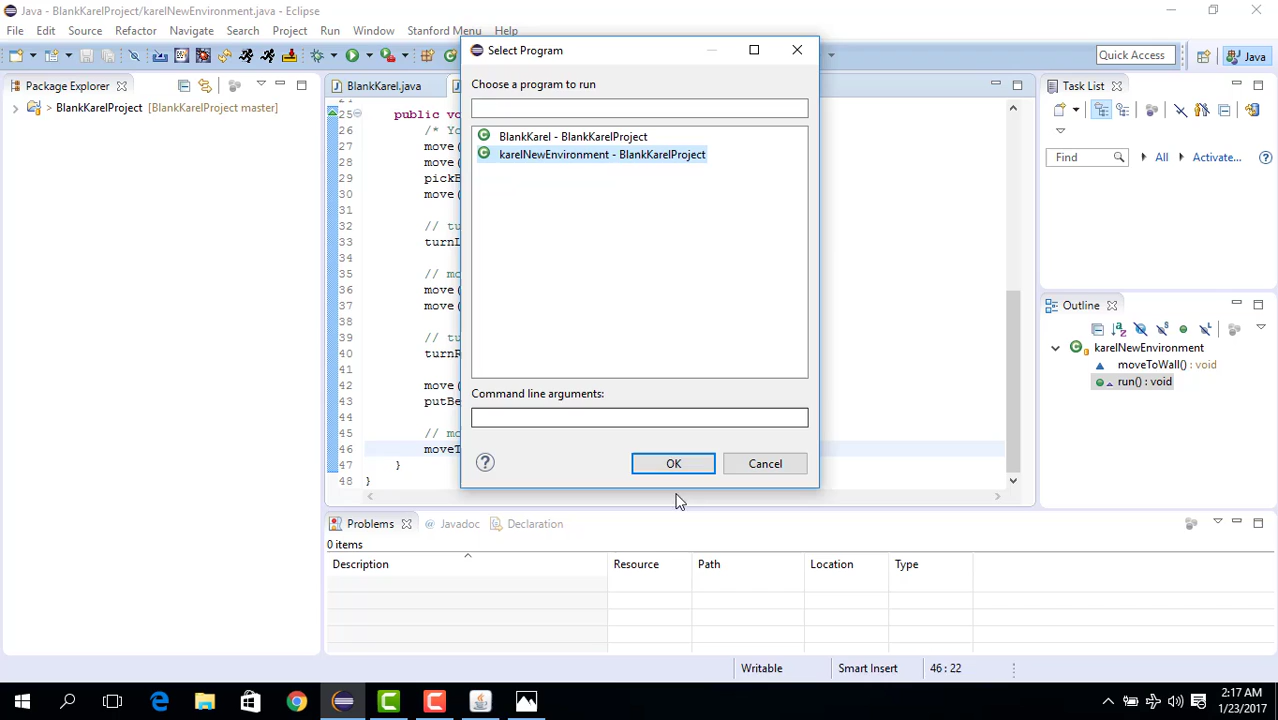 Java - BlankKarelProject/karelNewEnvironment.java - Eclipse
File Edit Source Refactor Navigate Search Project Run Window Stanford Menu
Quick Access
Java
Package Explorer
> BlankKarelProject [BlankKarelProject master]
BlankKarel.java
24
25 public vo
26 /* Yo
27 move(
28 move(
29 pickB
30 move(
31
32 // tu
33 turnL
34
35 // mo
36 move(
37 move(
38
39 // tu
40 turnR
41
42 move(
43 putBe
44
45 // mo
46 moveT
47 }
48 }
Select Program
Choose a program to run
BlankKarel - BlankKarelProject
karelNewEnvironment - BlankKarelProject
Command line arguments:
OK
Cancel
Task List
Find
All
Activate...
Outline
karelNewEnvironment
moveToWall() : void
run() : void
Problems
@ Javadoc
Declaration
0 items
Description Resource Path Location Type
Writable Smart Insert 46 : 22
2:17 AM
1/23/2017